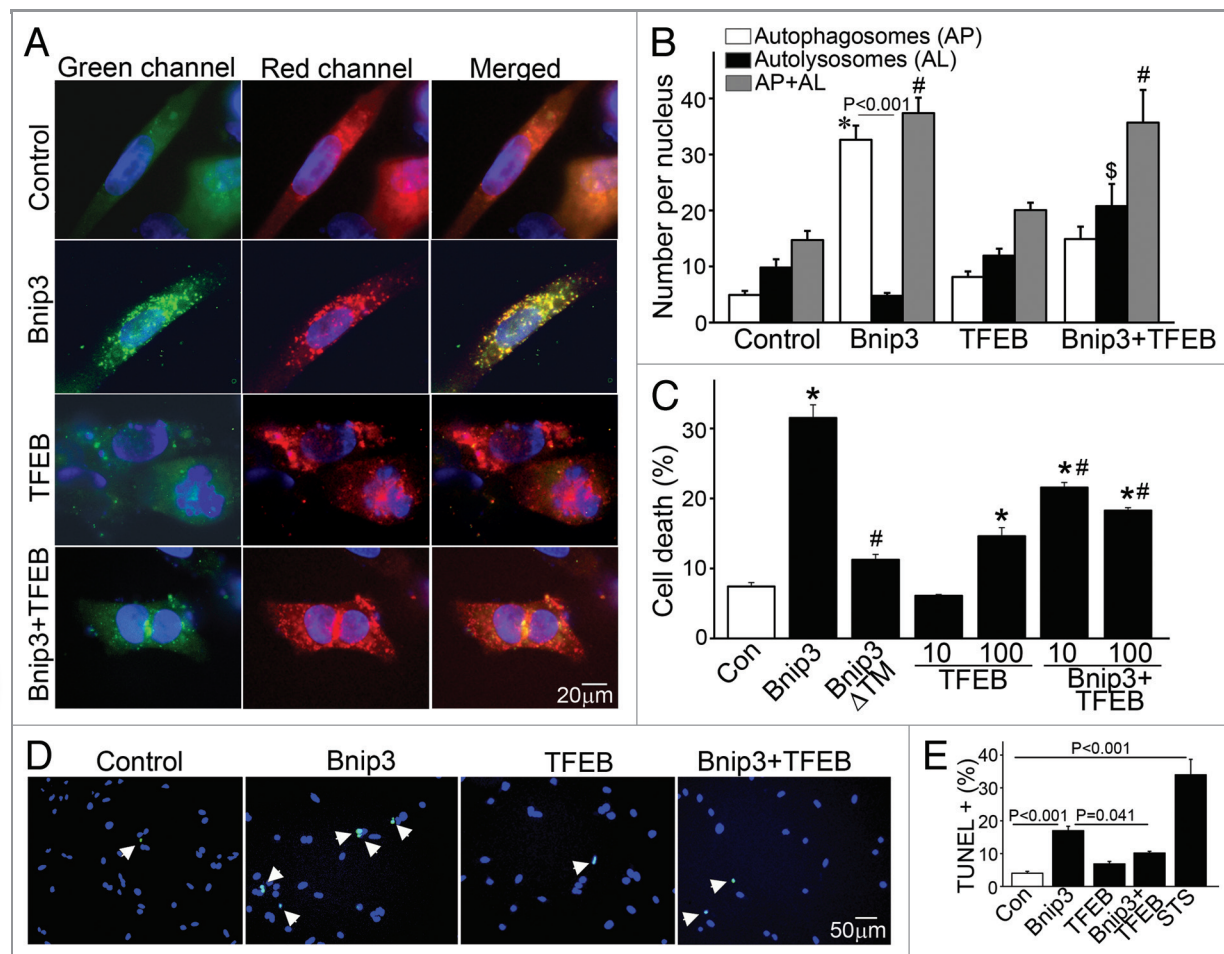 A
Green channel Red channel Merged
Control
Bnip3
TFEB
Bnip3+TFEB
20µm
B
Autophagosomes (AP)
Autolysosomes (AL)
AP+AL
Number per nucleus
40
30
20
10
0
* P<0.001 # $ #
Control Bnip3 TFEB Bnip3+TFEB
C
Cell death (%)
30
20
10
0
* # * *# *#
Con Bnip3 Bnip3 ΔTM 10 100 10 100
TFEB Bnip3+
TFEB
D
Control Bnip3 TFEB Bnip3+TFEB
50µm
E
TUNEL + (%)
40
30
20
10
0
P<0.001
P<0.001 P=0.041
Con Bnip3 TFEB Bnip3+ TFEB STS